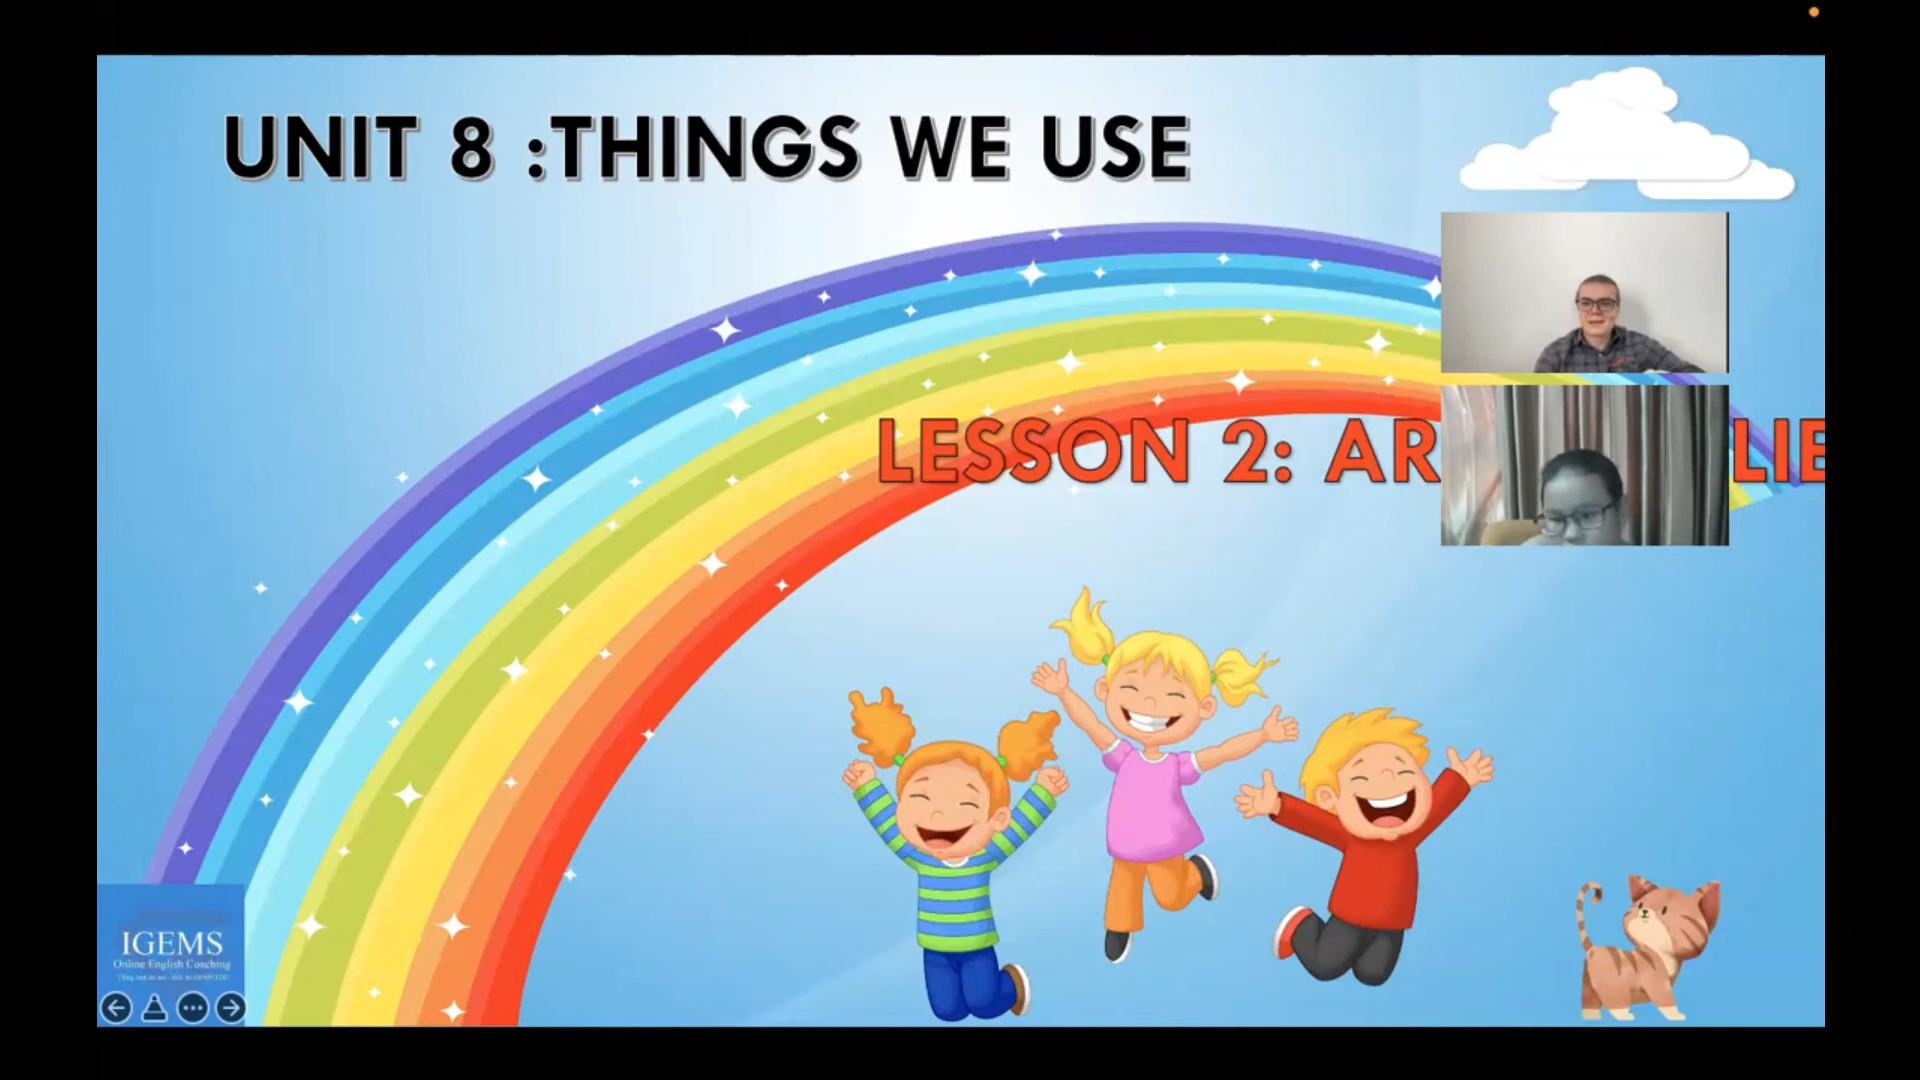 UNIT 8 :THINGS WE USE
LESSON 2: AR LIE
IGEMS
Online English Coaching